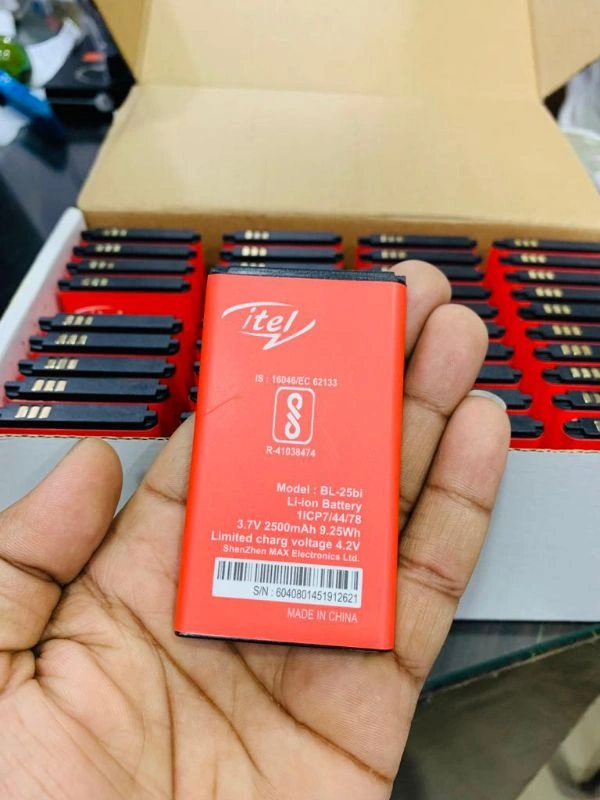 itel
IS : 16046/EC 62133
R-41038474
Model : BL-25bi
Li-ion Battery
1ICP7/44/78
3.7V 2500mAh 9.25Wh
Limited charg voltage 4.2V
ShenZhen MAX Electronics Ltd.
S/N : 6040801451912621
MADE IN CHINA